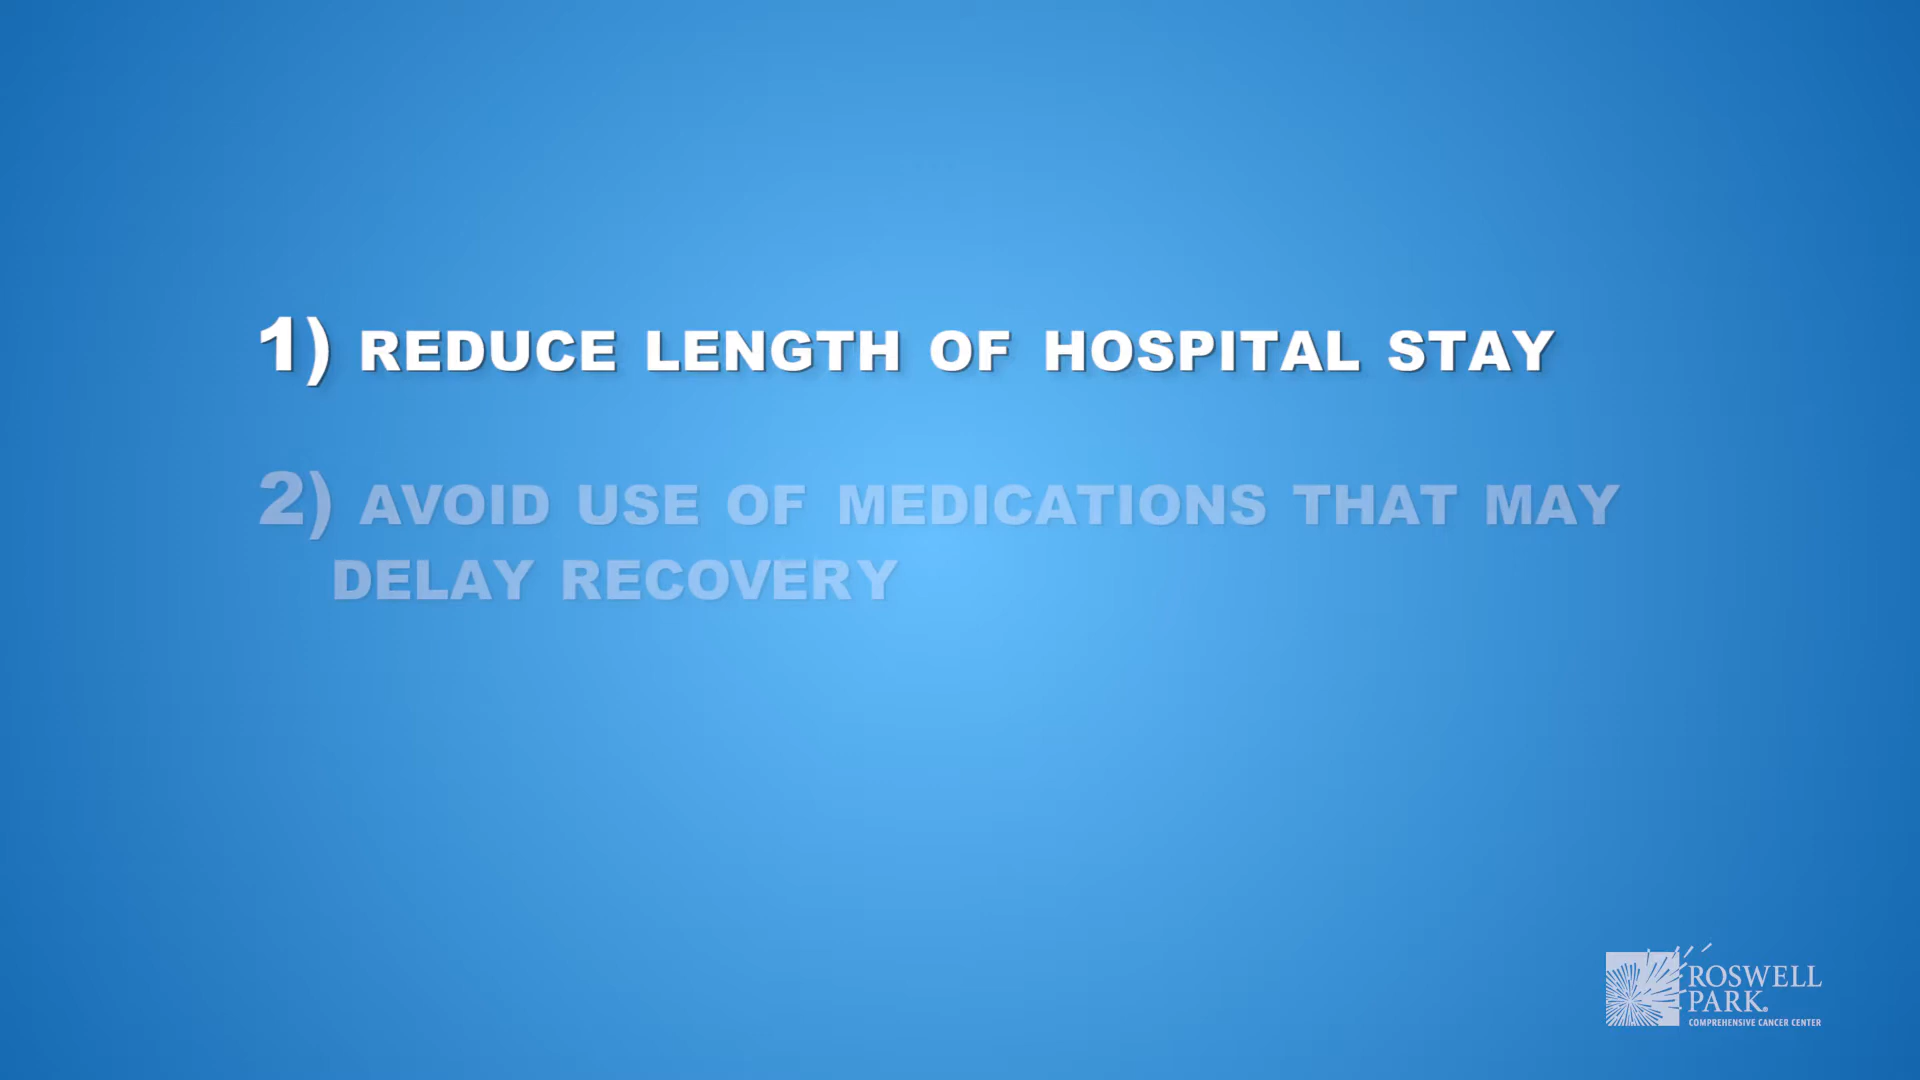 1) REDUCE LENGTH OF HOSPITAL STAY
2) AVOID USE OF MEDICATIONS THAT MAY
DELAY RECOVERY
ROSWELL
PARK®
COMPREHENSIVE CANCER CENTER